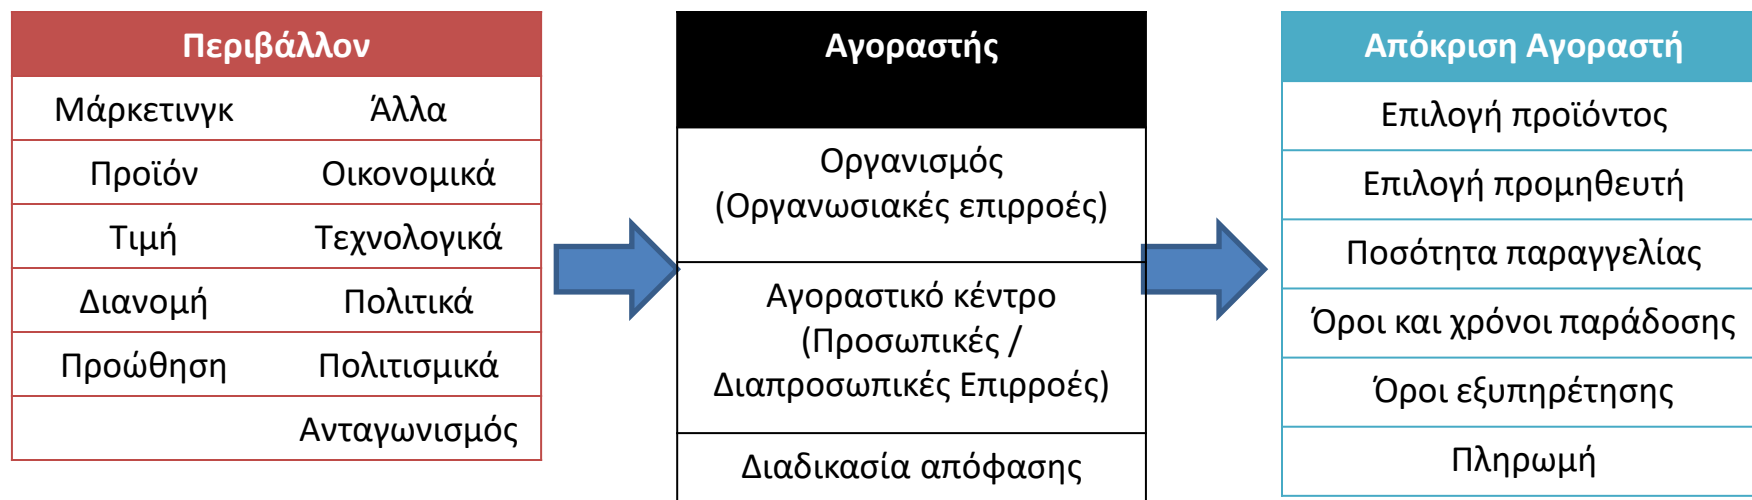 Περιβάλλον
Μάρκετινγκ Άλλα
Προϊόν Οικονομικά
Τιμή Τεχνολογικά
Διανομή Πολιτικά
Προώθηση Πολιτισμικά
Ανταγωνισμός
Αγοραστής
Οργανισμός
(Οργανωσιακές επιρροές)
Αγοραστικό κέντρο
(Προσωπικές /
Διαπροσωπικές Επιρροές)
Διαδικασία απόφασης
Απόκριση Αγοραστή
Επιλογή προϊόντος
Επιλογή προμηθευτή
Ποσότητα παραγγελίας
Όροι και χρόνοι παράδοσης
Όροι εξυπηρέτησης
Πληρωμή